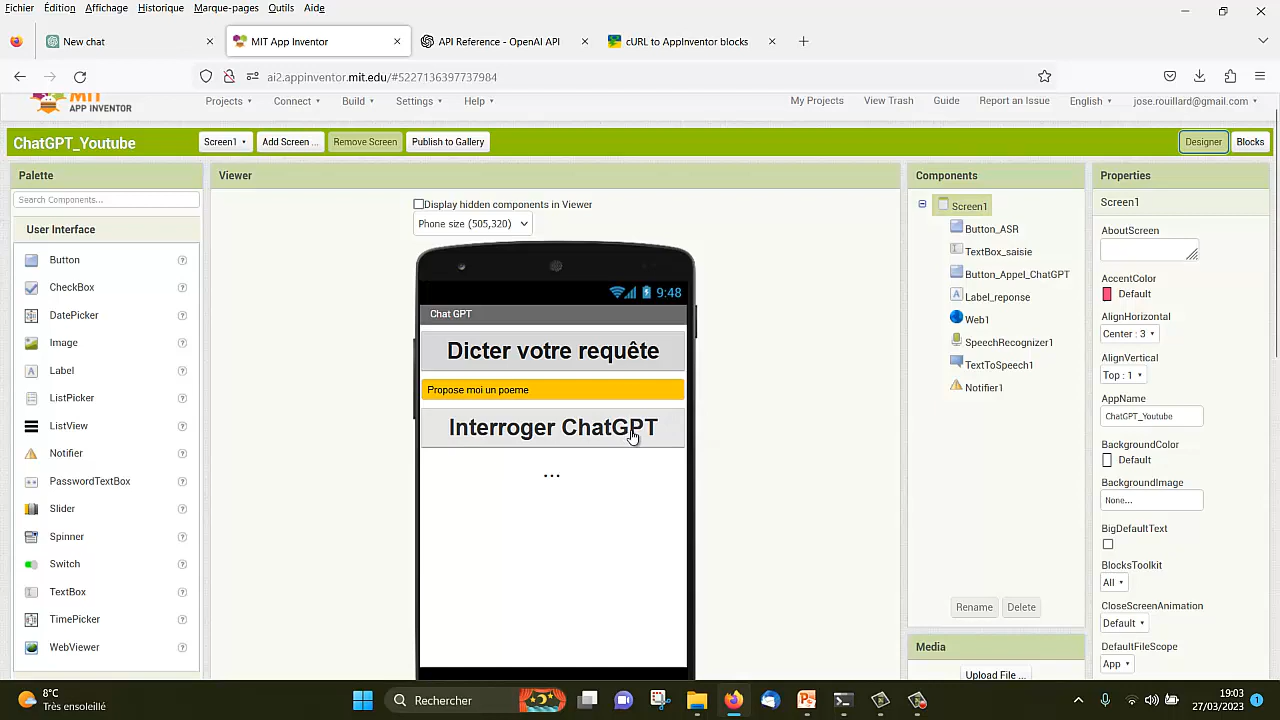 Fichier Édition Affichage Historique Marque-pages Outils Aide
New chat
MIT App Inventor
API Reference - OpenAI API
cURL to AppInventor blocks
ai2.appinventor.mit.edu/#5227136397737984
MIT
APP INVENTOR
Projects Connect Build Settings Help
My Projects View Trash Guide Report an Issue English jose.rouillard@gmail.com
ChatGPT_Youtube
Screen1 Add Screen ... Remove Screen Publish to Gallery
Designer Blocks
Palette
Search Components...
User Interface
Button ?
CheckBox ?
DatePicker ?
Image ?
Label ?
ListPicker ?
ListView ?
Notifier ?
PasswordTextBox ?
Slider ?
Spinner ?
Switch ?
TextBox ?
TimePicker ?
WebViewer ?
Viewer
Display hidden components in Viewer
Phone size (505,320)
9:48
Chat GPT
Dicter votre requête
Propose moi un poeme
Interroger ChatGPT
...
Components
Screen1
Button_ASR
TextBox_saisie
Button_Appel_ChatGPT
Label_reponse
Web1
SpeechRecognizer1
TextToSpeech1
Notifier1
Rename Delete
Media
Upload File ...
Properties
Screen1
AboutScreen
AccentColor
Default
AlignHorizontal
Center : 3
AlignVertical
Top : 1
AppName
ChatGPT_Youtube
BackgroundColor
Default
BackgroundImage
None...
BigDefaultText
BlocksToolkit
All
CloseScreenAnimation
Default
DefaultFileScope
App
8°C
Très ensoleillé
Rechercher
19:03
27/03/2023
1